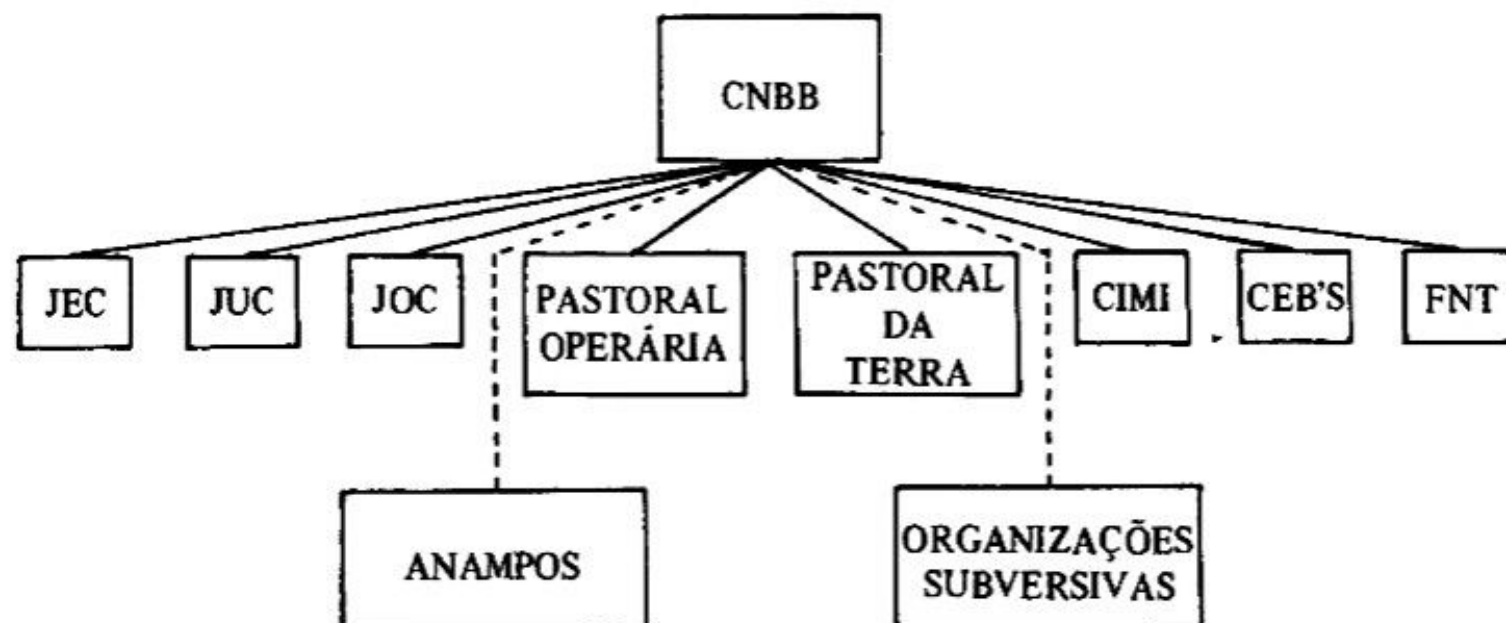 CNBB
JEC
JUC
JOC
PASTORAL
OPERÁRIA
PASTORAL
DA
TERRA
CIMI
CEB'S
FNT
ANAMPOS
ORGANIZAÇÕES
SUBVERSIVAS